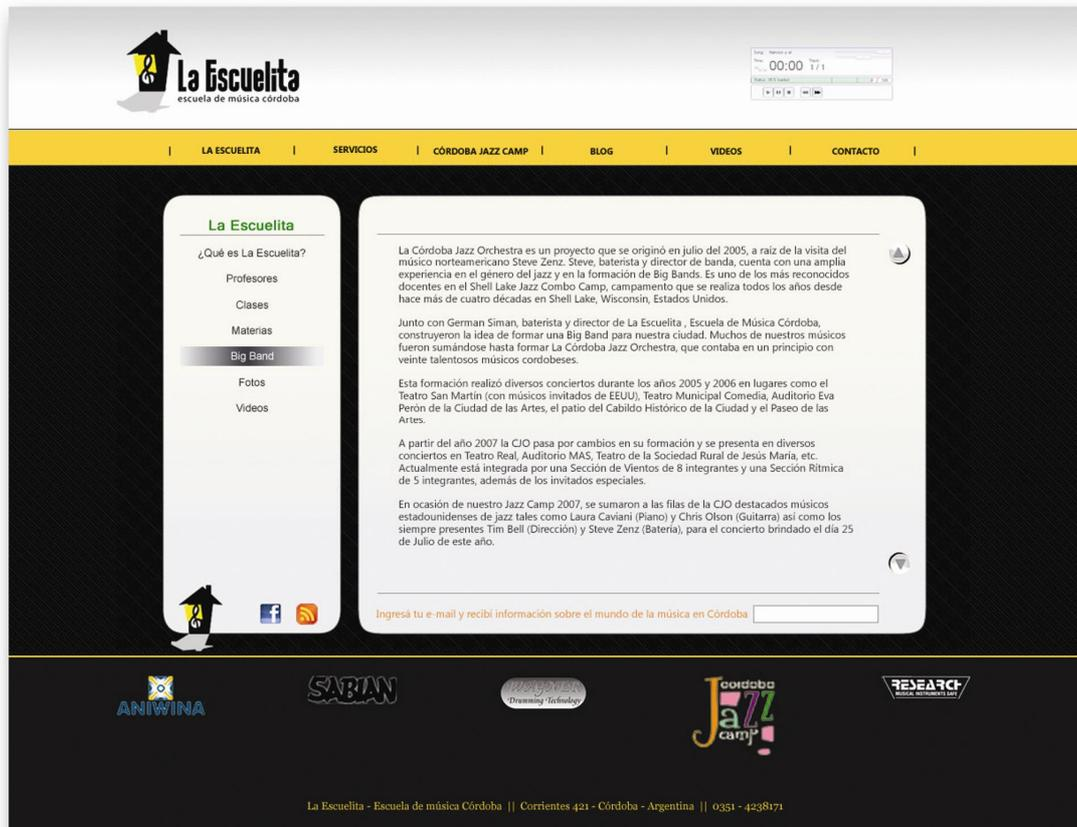 La Escuelita
escuela de música córdoba
00:00
1 / 1
LA ESCUELITA
SERVICIOS
CÓRDOBA JAZZ CAMP
BLOG
VIDEOS
CONTACTO
La Escuelita
¿Qué es La Escuelita?
Profesores
Clases
Materias
Big Band
Fotos
Videos
La Córdoba Jazz Orchestra es un proyecto que se originó en julio del 2005, a raíz de la visita del
músico norteamericano Steve Zenz. Steve, baterista y director de banda, cuenta con una amplia
experiencia en el género del jazz y en la formación de Big Bands. Es uno de los más reconocidos
docentes en el Shell Lake Jazz Combo Camp, campamento que se realiza todos los años desde
hace más de cuatro décadas en Shell Lake, Wisconsin, Estados Unidos.
Junto con German Siman, baterista y director de La Escuelita , Escuela de Música Córdoba,
construyeron la idea de formar una Big Band para nuestra ciudad. Muchos de nuestros músicos
fueron sumándose hasta formar La Córdoba Jazz Orchestra, que contaba en un principio con
veinte talentosos músicos cordobeses.
Esta formación realizó diversos conciertos durante los años 2005 y 2006 en lugares como el
Teatro San Martín (con músicos invitados de EEUU), Teatro Municipal Comedia, Auditorio Eva
Perón de la Ciudad de las Artes, el patio del Cabildo Histórico de la Ciudad y el Paseo de las
Artes.
A partir del año 2007 la CJO pasa por cambios en su formación y se presenta en diversos
conciertos en Teatro Real, Auditorio MAS, Teatro de la Sociedad Rural de Jesús María, etc.
Actualmente está integrada por una Sección de Vientos de 8 integrantes y una Sección Rítmica
de 5 integrantes, además de los invitados especiales.
En ocasión de nuestro Jazz Camp 2007, se sumaron a las filas de la CJO destacados músicos
estadounidenses de jazz tales como Laura Caviani (Piano) y Chris Olson (Guitarra) así como los
siempre presentes Tim Bell (Dirección) y Steve Zenz (Batería), para el concierto brindado el día 25
de Julio de este año.
Ingresá tu e-mail y recibí información sobre el mundo de la música en Córdoba
ANIWINA
SABIAN
Drumming Technology
cordoba
Jazz
camp
RESEARCH
MUSICAL INSTRUMENTS SAFE
La Escuelita - Escuela de música Córdoba || Corrientes 421 - Córdoba - Argentina || 0351 - 4238171